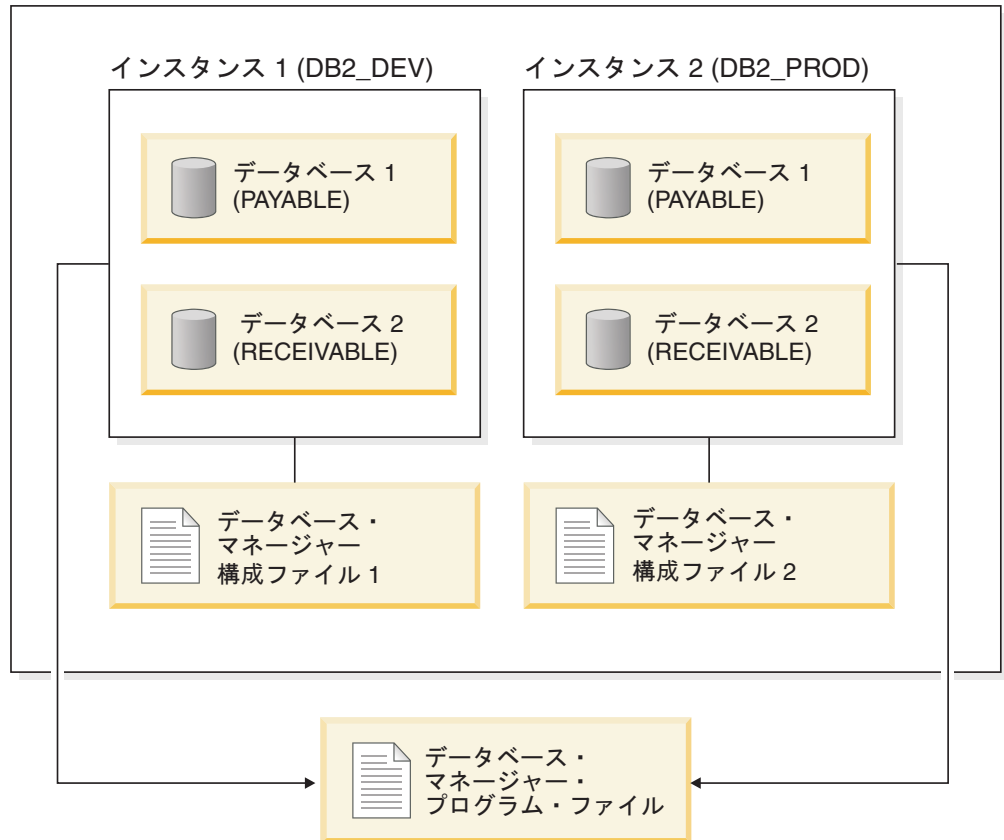 インスタンス 1 (DB2_DEV)
データベース 1
(PAYABLE)
データベース 2
(RECEIVABLE)
データベース・
マネージャー
構成ファイル 1
インスタンス 2 (DB2_PROD)
データベース 1
(PAYABLE)
データベース 2
(RECEIVABLE)
データベース・
マネージャー
構成ファイル 2
データベース・
マネージャー・
プログラム・ファイル